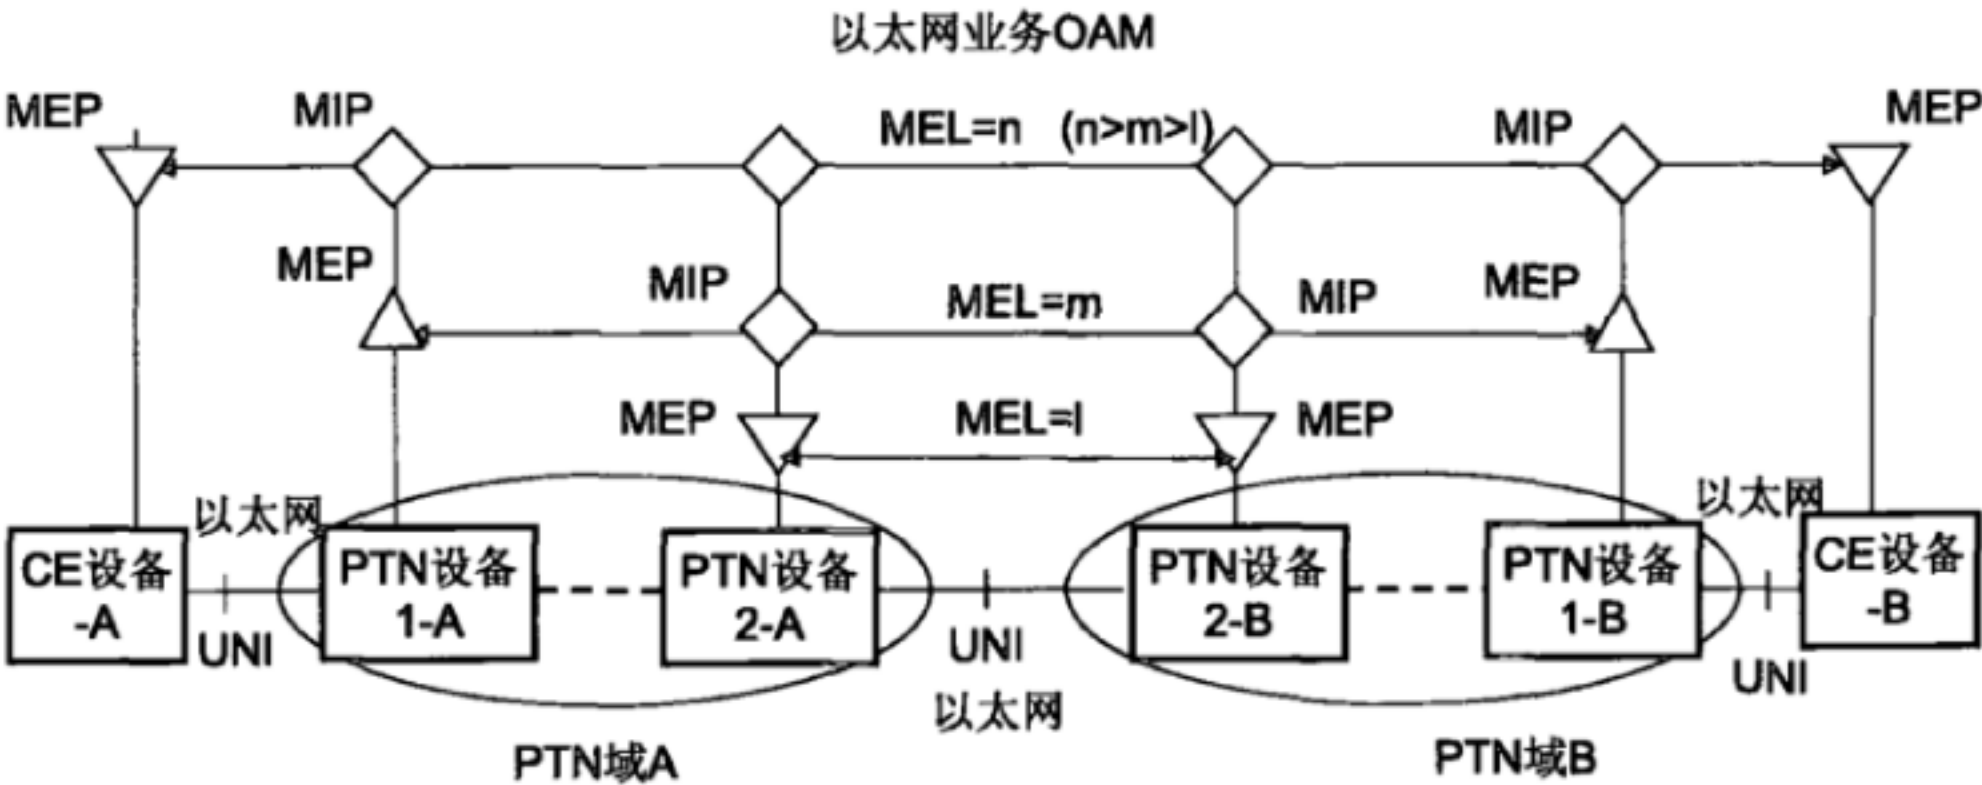 以太网业务OAM
MEP
MIP
MEL=n (n>m>l)
MIP
MEP
MEP
MIP
MEL=m
MIP
MEP
MEP
MEL=l
MEP
以太网
以太网
CE设备
-A
UNI
PTN设备
1-A
PTN设备
2-A
UNI
以太网
PTN设备
2-B
PTN设备
1-B
UNI
CE设备
-B
PTN域A
PTN域B